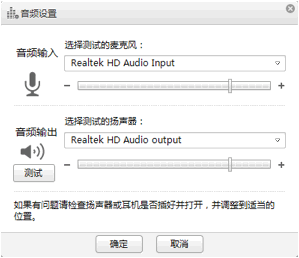 音频设置
音频输入
选择测试的麦克风：
Realtek HD Audio Input
− +
音频输出
选择测试的扬声器：
Realtek HD Audio output
− +
测试
如果有问题请检查扬声器或耳机是否插好并打开，并调整到适当的
位置。
确定 取消